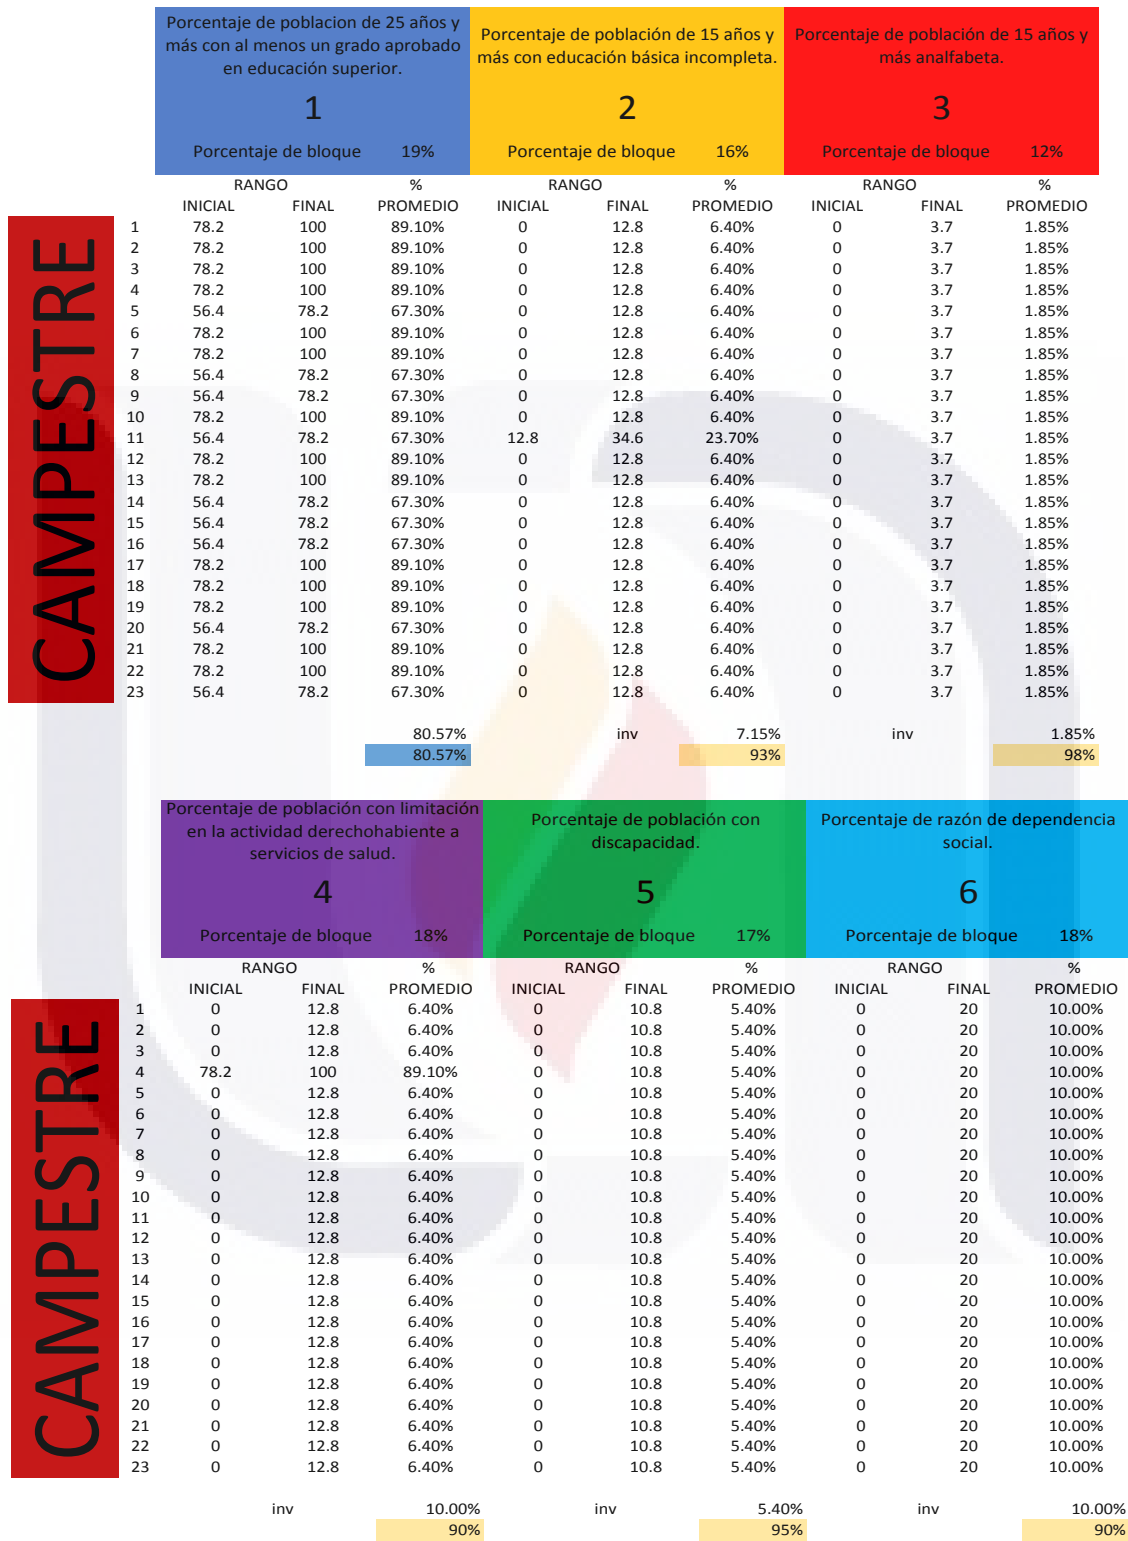 Porcentaje de poblacion de 25 años y
más con al menos un grado aprobado
en educación superior.
1
Porcentaje de bloque 19%
Porcentaje de población de 15 años y
más con educación básica incompleta.
2
Porcentaje de bloque 16%
Porcentaje de población de 15 años y
más analfabeta.
3
Porcentaje de bloque 12%
RANGO % RANGO % RANGO %
INICIAL FINAL PROMEDIO INICIAL FINAL PROMEDIO INICIAL FINAL PROMEDIO
CAMPESTRE
1 78.2 100 89.10% 0 12.8 6.40% 0 3.7 1.85%
2 78.2 100 89.10% 0 12.8 6.40% 0 3.7 1.85%
3 78.2 100 89.10% 0 12.8 6.40% 0 3.7 1.85%
4 78.2 100 89.10% 0 12.8 6.40% 0 3.7 1.85%
5 56.4 78.2 67.30% 0 12.8 6.40% 0 3.7 1.85%
6 78.2 100 89.10% 0 12.8 6.40% 0 3.7 1.85%
7 78.2 100 89.10% 0 12.8 6.40% 0 3.7 1.85%
8 56.4 78.2 67.30% 0 12.8 6.40% 0 3.7 1.85%
9 56.4 78.2 67.30% 0 12.8 6.40% 0 3.7 1.85%
10 78.2 100 89.10% 0 12.8 6.40% 0 3.7 1.85%
11 56.4 78.2 67.30% 12.8 34.6 23.70% 0 3.7 1.85%
12 78.2 100 89.10% 0 12.8 6.40% 0 3.7 1.85%
13 78.2 100 89.10% 0 12.8 6.40% 0 3.7 1.85%
14 56.4 78.2 67.30% 0 12.8 6.40% 0 3.7 1.85%
15 56.4 78.2 67.30% 0 12.8 6.40% 0 3.7 1.85%
16 56.4 78.2 67.30% 0 12.8 6.40% 0 3.7 1.85%
17 78.2 100 89.10% 0 12.8 6.40% 0 3.7 1.85%
18 78.2 100 89.10% 0 12.8 6.40% 0 3.7 1.85%
19 78.2 100 89.10% 0 12.8 6.40% 0 3.7 1.85%
20 56.4 78.2 67.30% 0 12.8 6.40% 0 3.7 1.85%
21 78.2 100 89.10% 0 12.8 6.40% 0 3.7 1.85%
22 78.2 100 89.10% 0 12.8 6.40% 0 3.7 1.85%
23 56.4 78.2 67.30% 0 12.8 6.40% 0 3.7 1.85%
80.57% inv 7.15% inv 1.85%
80.57% 93% 98%
Porcentaje de población con limitación
en la actividad derechohabiente a
servicios de salud.
4
Porcentaje de bloque 18%
Porcentaje de población con
discapacidad.
5
Porcentaje de bloque 17%
Porcentaje de razón de dependencia
social.
6
Porcentaje de bloque 18%
RANGO % RANGO % RANGO %
INICIAL FINAL PROMEDIO INICIAL FINAL PROMEDIO INICIAL FINAL PROMEDIO
CAMPESTRE
1 0 12.8 6.40% 0 10.8 5.40% 0 20 10.00%
2 0 12.8 6.40% 0 10.8 5.40% 0 20 10.00%
3 0 12.8 6.40% 0 10.8 5.40% 0 20 10.00%
4 78.2 100 89.10% 0 10.8 5.40% 0 20 10.00%
5 0 12.8 6.40% 0 10.8 5.40% 0 20 10.00%
6 0 12.8 6.40% 0 10.8 5.40% 0 20 10.00%
7 0 12.8 6.40% 0 10.8 5.40% 0 20 10.00%
8 0 12.8 6.40% 0 10.8 5.40% 0 20 10.00%
9 0 12.8 6.40% 0 10.8 5.40% 0 20 10.00%
10 0 12.8 6.40% 0 10.8 5.40% 0 20 10.00%
11 0 12.8 6.40% 0 10.8 5.40% 0 20 10.00%
12 0 12.8 6.40% 0 10.8 5.40% 0 20 10.00%
13 0 12.8 6.40% 0 10.8 5.40% 0 20 10.00%
14 0 12.8 6.40% 0 10.8 5.40% 0 20 10.00%
15 0 12.8 6.40% 0 10.8 5.40% 0 20 10.00%
16 0 12.8 6.40% 0 10.8 5.40% 0 20 10.00%
17 0 12.8 6.40% 0 10.8 5.40% 0 20 10.00%
18 0 12.8 6.40% 0 10.8 5.40% 0 20 10.00%
19 0 12.8 6.40% 0 10.8 5.40% 0 20 10.00%
20 0 12.8 6.40% 0 10.8 5.40% 0 20 10.00%
21 0 12.8 6.40% 0 10.8 5.40% 0 20 10.00%
22 0 12.8 6.40% 0 10.8 5.40% 0 20 10.00%
23 0 12.8 6.40% 0 10.8 5.40% 0 20 10.00%
inv 10.00% inv 5.40% inv 10.00%
90% 95% 90%